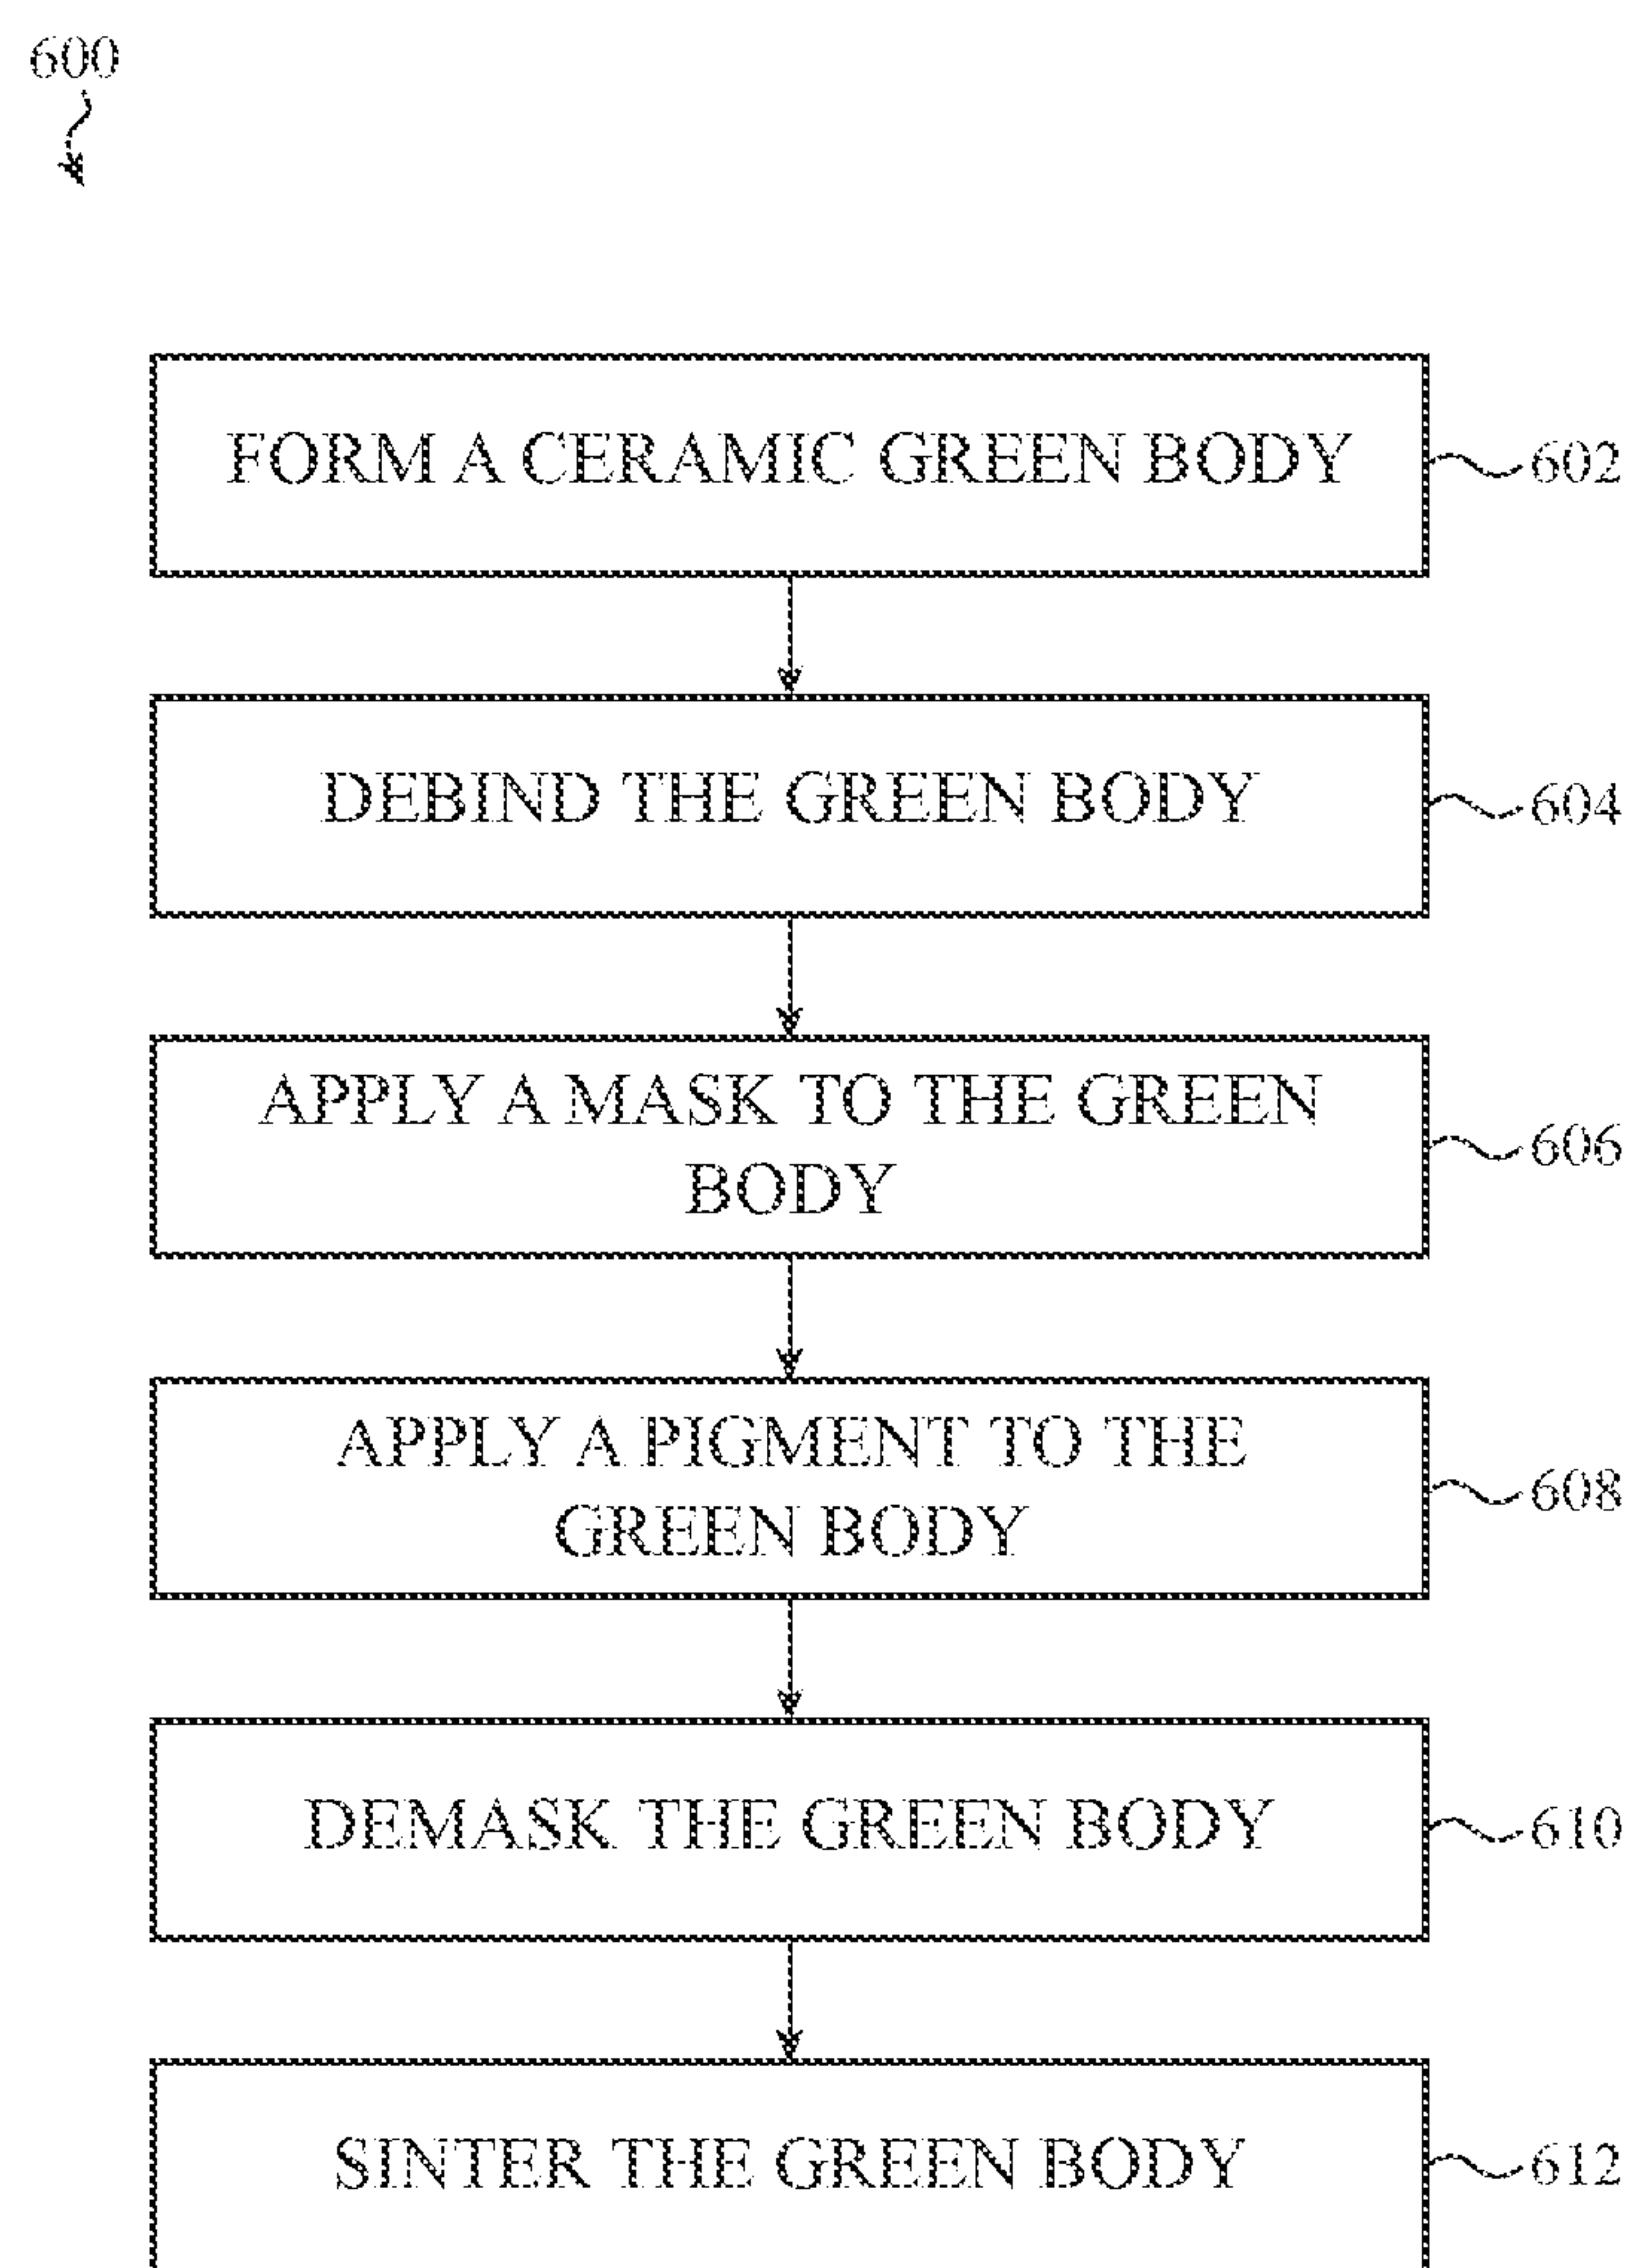 600
FORM A CERAMIC GREEN BODY
602
DEBIND THE GREEN BODY
604
APPLY A MASK TO THE GREEN
BODY
606
APPLY A PIGMENT TO THE
GREEN BODY
608
DEMASK THE GREEN BODY
610
SINTER THE GREEN BODY
612